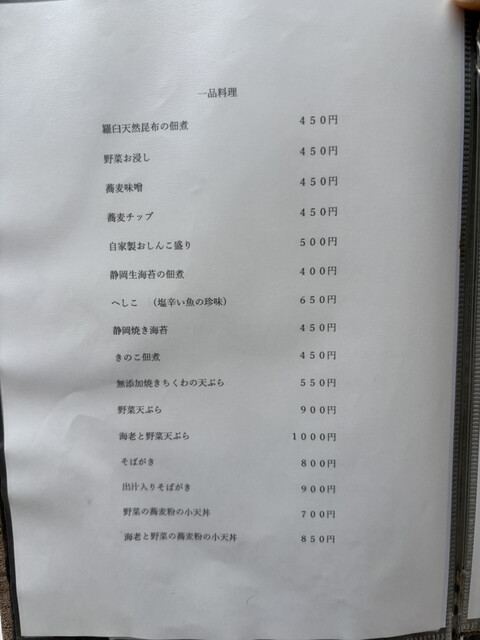 一品料理
羅臼天然昆布の佃煮 ４５０円
野菜お浸し ４５０円
蕎麦味噌 ４５０円
蕎麦チップ ４５０円
自家製おしんこ盛り ５００円
静岡生海苔の佃煮 ４００円
へしこ （塩辛い魚の珍味） ６５０円
静岡焼き海苔 ４５０円
きのこ佃煮 ４５０円
無添加焼きちくわの天ぷら ５５０円
野菜天ぷら ９００円
海老と野菜天ぷら １０００円
そばがき ８００円
出汁入りそばがき ９００円
野菜の蕎麦粉の小天丼 ７００円
海老と野菜の蕎麦粉の小天丼 ８５０円